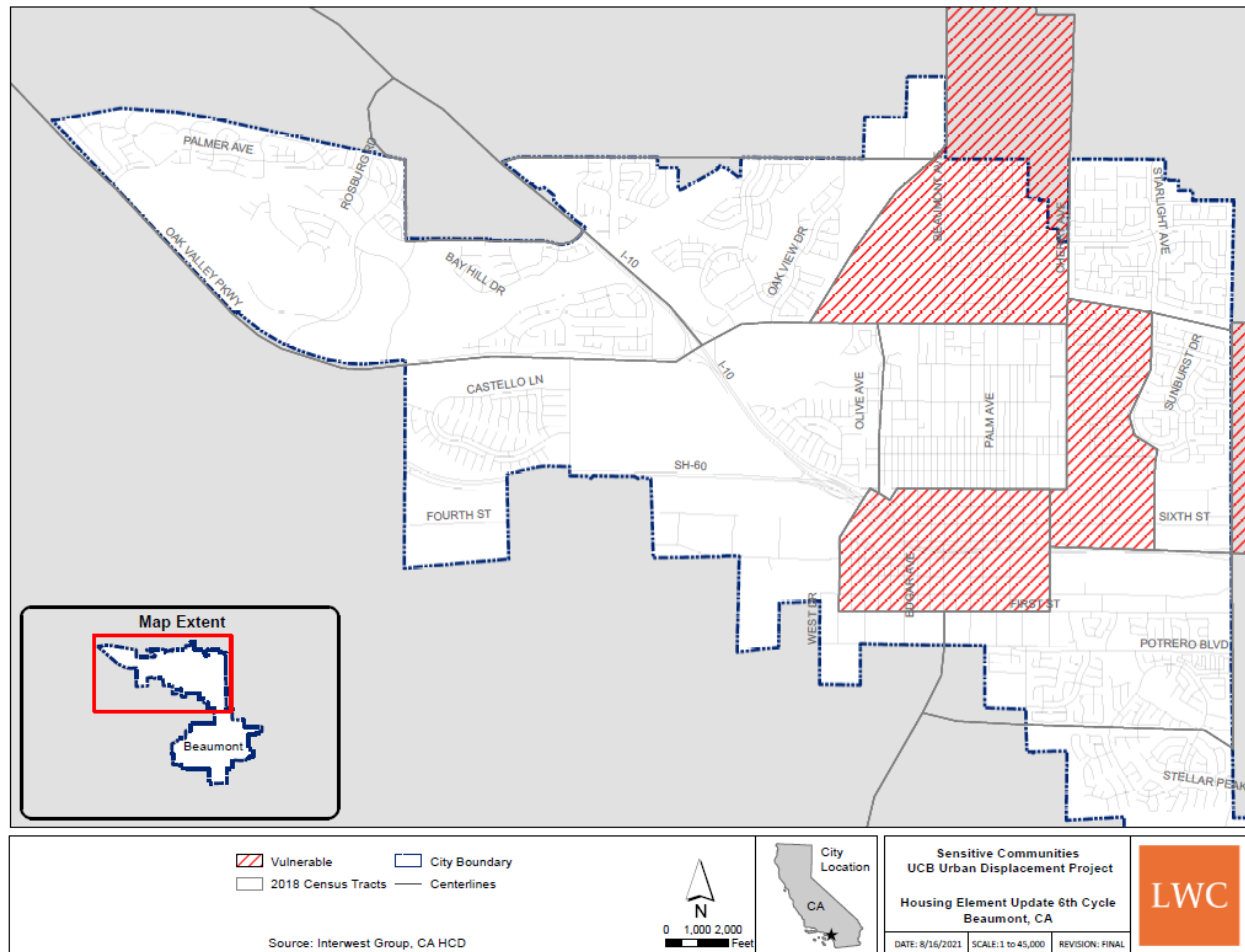 PALMER AVE
ROSBURG RD
OAK VALLEY PKWY
BAY HILL DR
I-10
OAK VIEW DR
BEAUMONT AVE
CHERRY AVE
STARLIGHT AVE
CASTELLO LN
I-10
OLIVE AVE
PALM AVE
SUNBURST DR
SH-60
FOURTH ST
SIXTH ST
EDGAR AVE
WEST DR
FIRST ST
POTRERO BLVD
STELLAR PEAK
Map Extent
Beaumont
Vulnerable
City Boundary
2018 Census Tracts
Centerlines
Source: Interwest Group, CA HCD
N
0 1,000 2,000
Feet
City
Location
CA
Sensitive Communities
UCB Urban Displacement Project
Housing Element Update 6th Cycle
Beaumont, CA
DATE: 8/16/2021 SCALE: 1 to 45,000 REVISION: FINAL
LWC